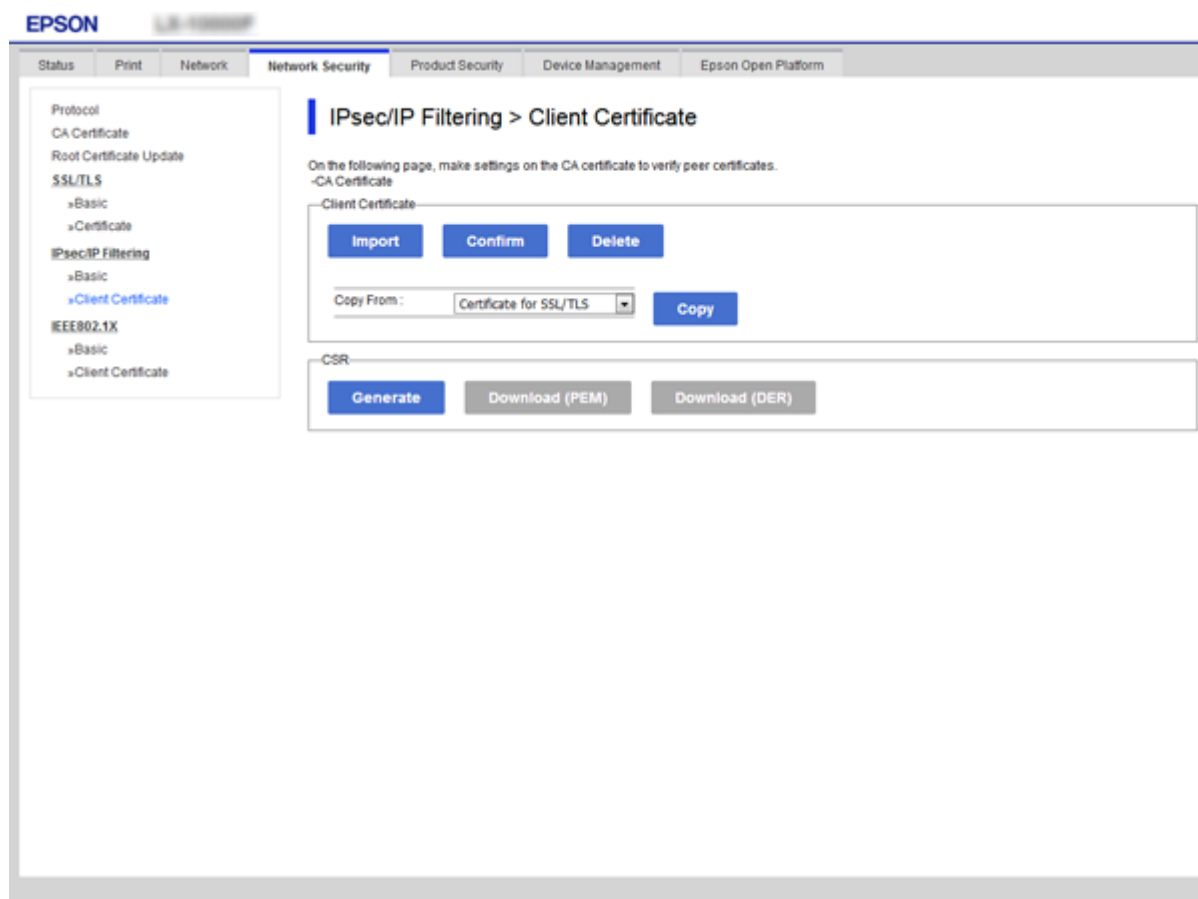 EPSON
Status Print Network Network Security Product Security Device Management Epson Open Platform
Protocol
CA Certificate
Root Certificate Update
SSL/TLS
»Basic
»Certificate
IPsec/IP Filtering
»Basic
»Client Certificate
IEEE802.1X
»Basic
»Client Certificate
IPsec/IP Filtering > Client Certificate
On the following page, make settings on the CA certificate to verify peer certificates.
-CA Certificate
Client Certificate
Import Confirm Delete
Copy From : Certificate for SSL/TLS Copy
CSR
Generate Download (PEM) Download (DER)